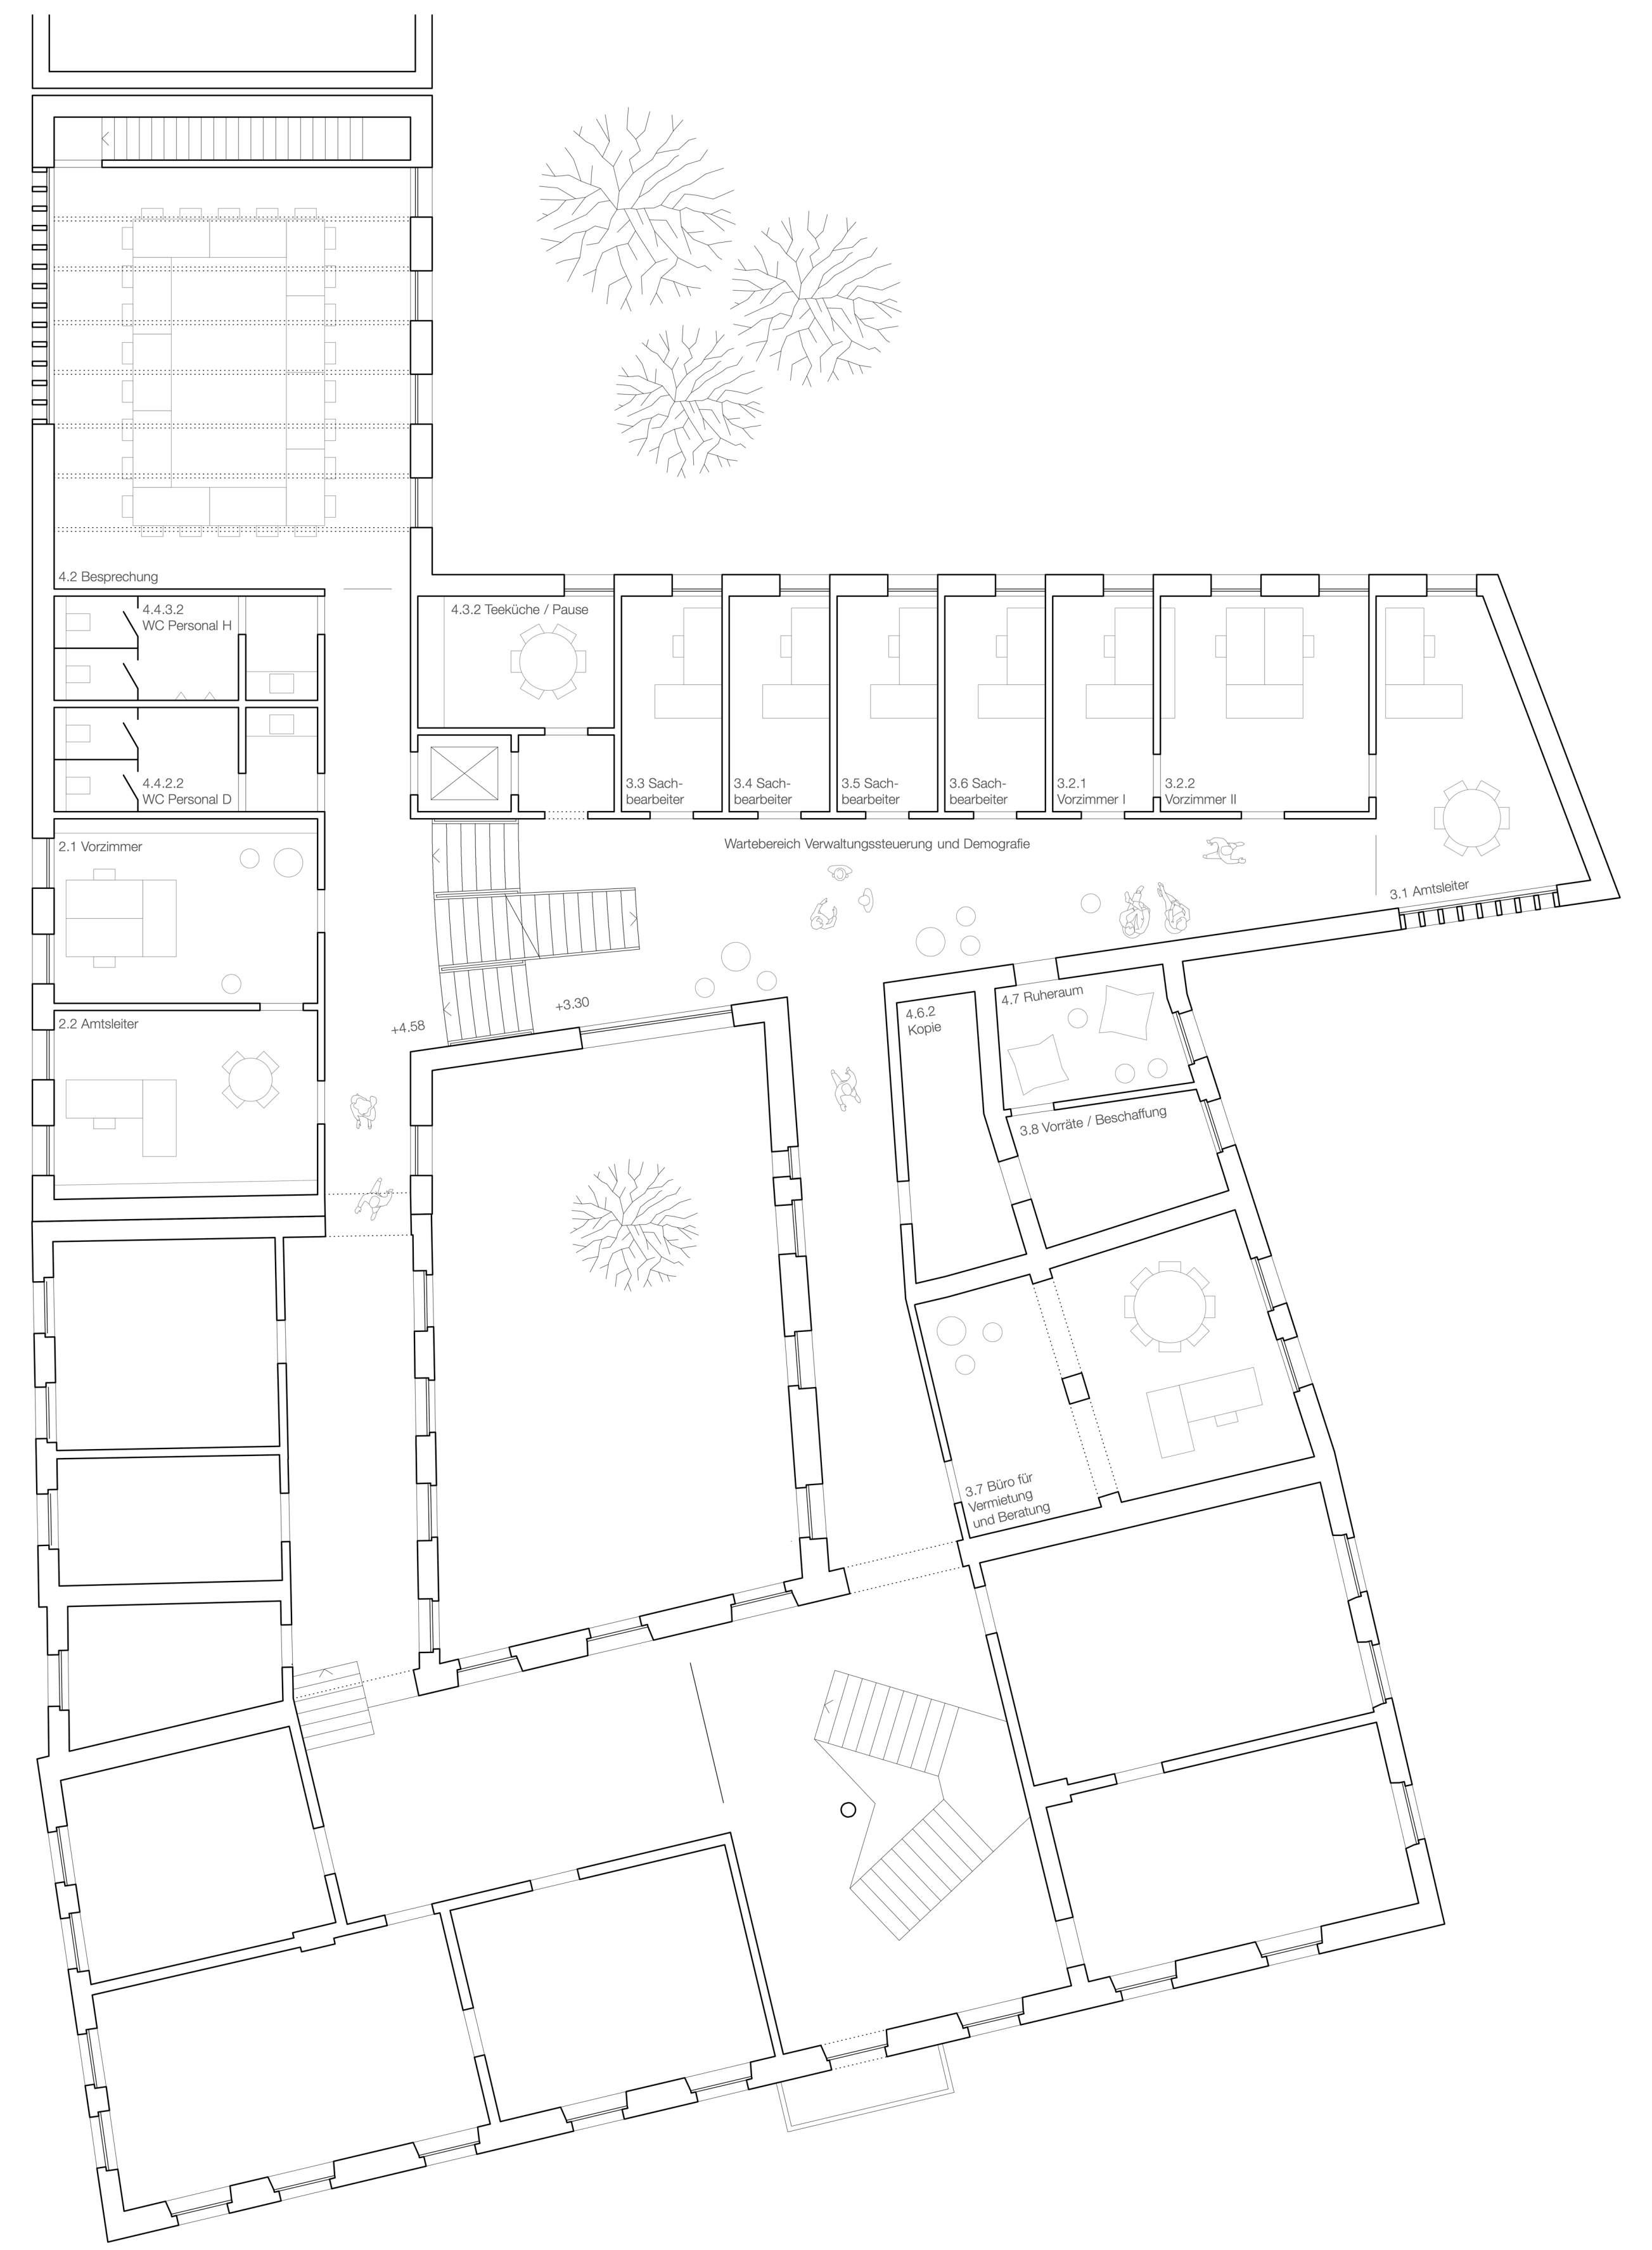 4.2 Besprechung
4.4.3.2
WC Personal H
4.3.2 Teeküche / Pause
4.4.2.2
WC Personal D
3.3 Sach-
bearbeiter
3.4 Sach-
bearbeiter
3.5 Sach-
bearbeiter
3.6 Sach-
bearbeiter
3.2.1
Vorzimmer I
3.2.2
Vorzimmer II
2.1 Vorzimmer
Wartebereich Verwaltungssteuerung und Demografie
3.1 Amtsleiter
+3.30
+4.58
2.2 Amtsleiter
4.6.2
Kopie
4.7 Ruheraum
3.8 Vorräte / Beschaffung
3.7 Büro für
Vermietung
und Beratung